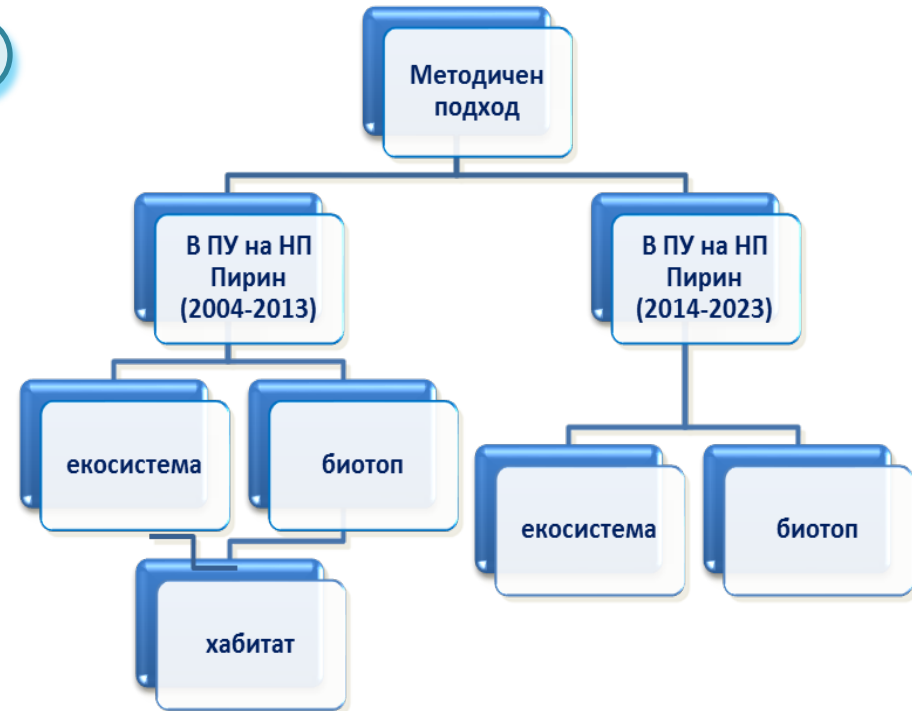 Методичен
подход
В ПУ на НП
Пирин
(2004-2013)
В ПУ на НП
Пирин
(2014-2023)
екосистема
биотоп
екосистема
биотоп
хабитат